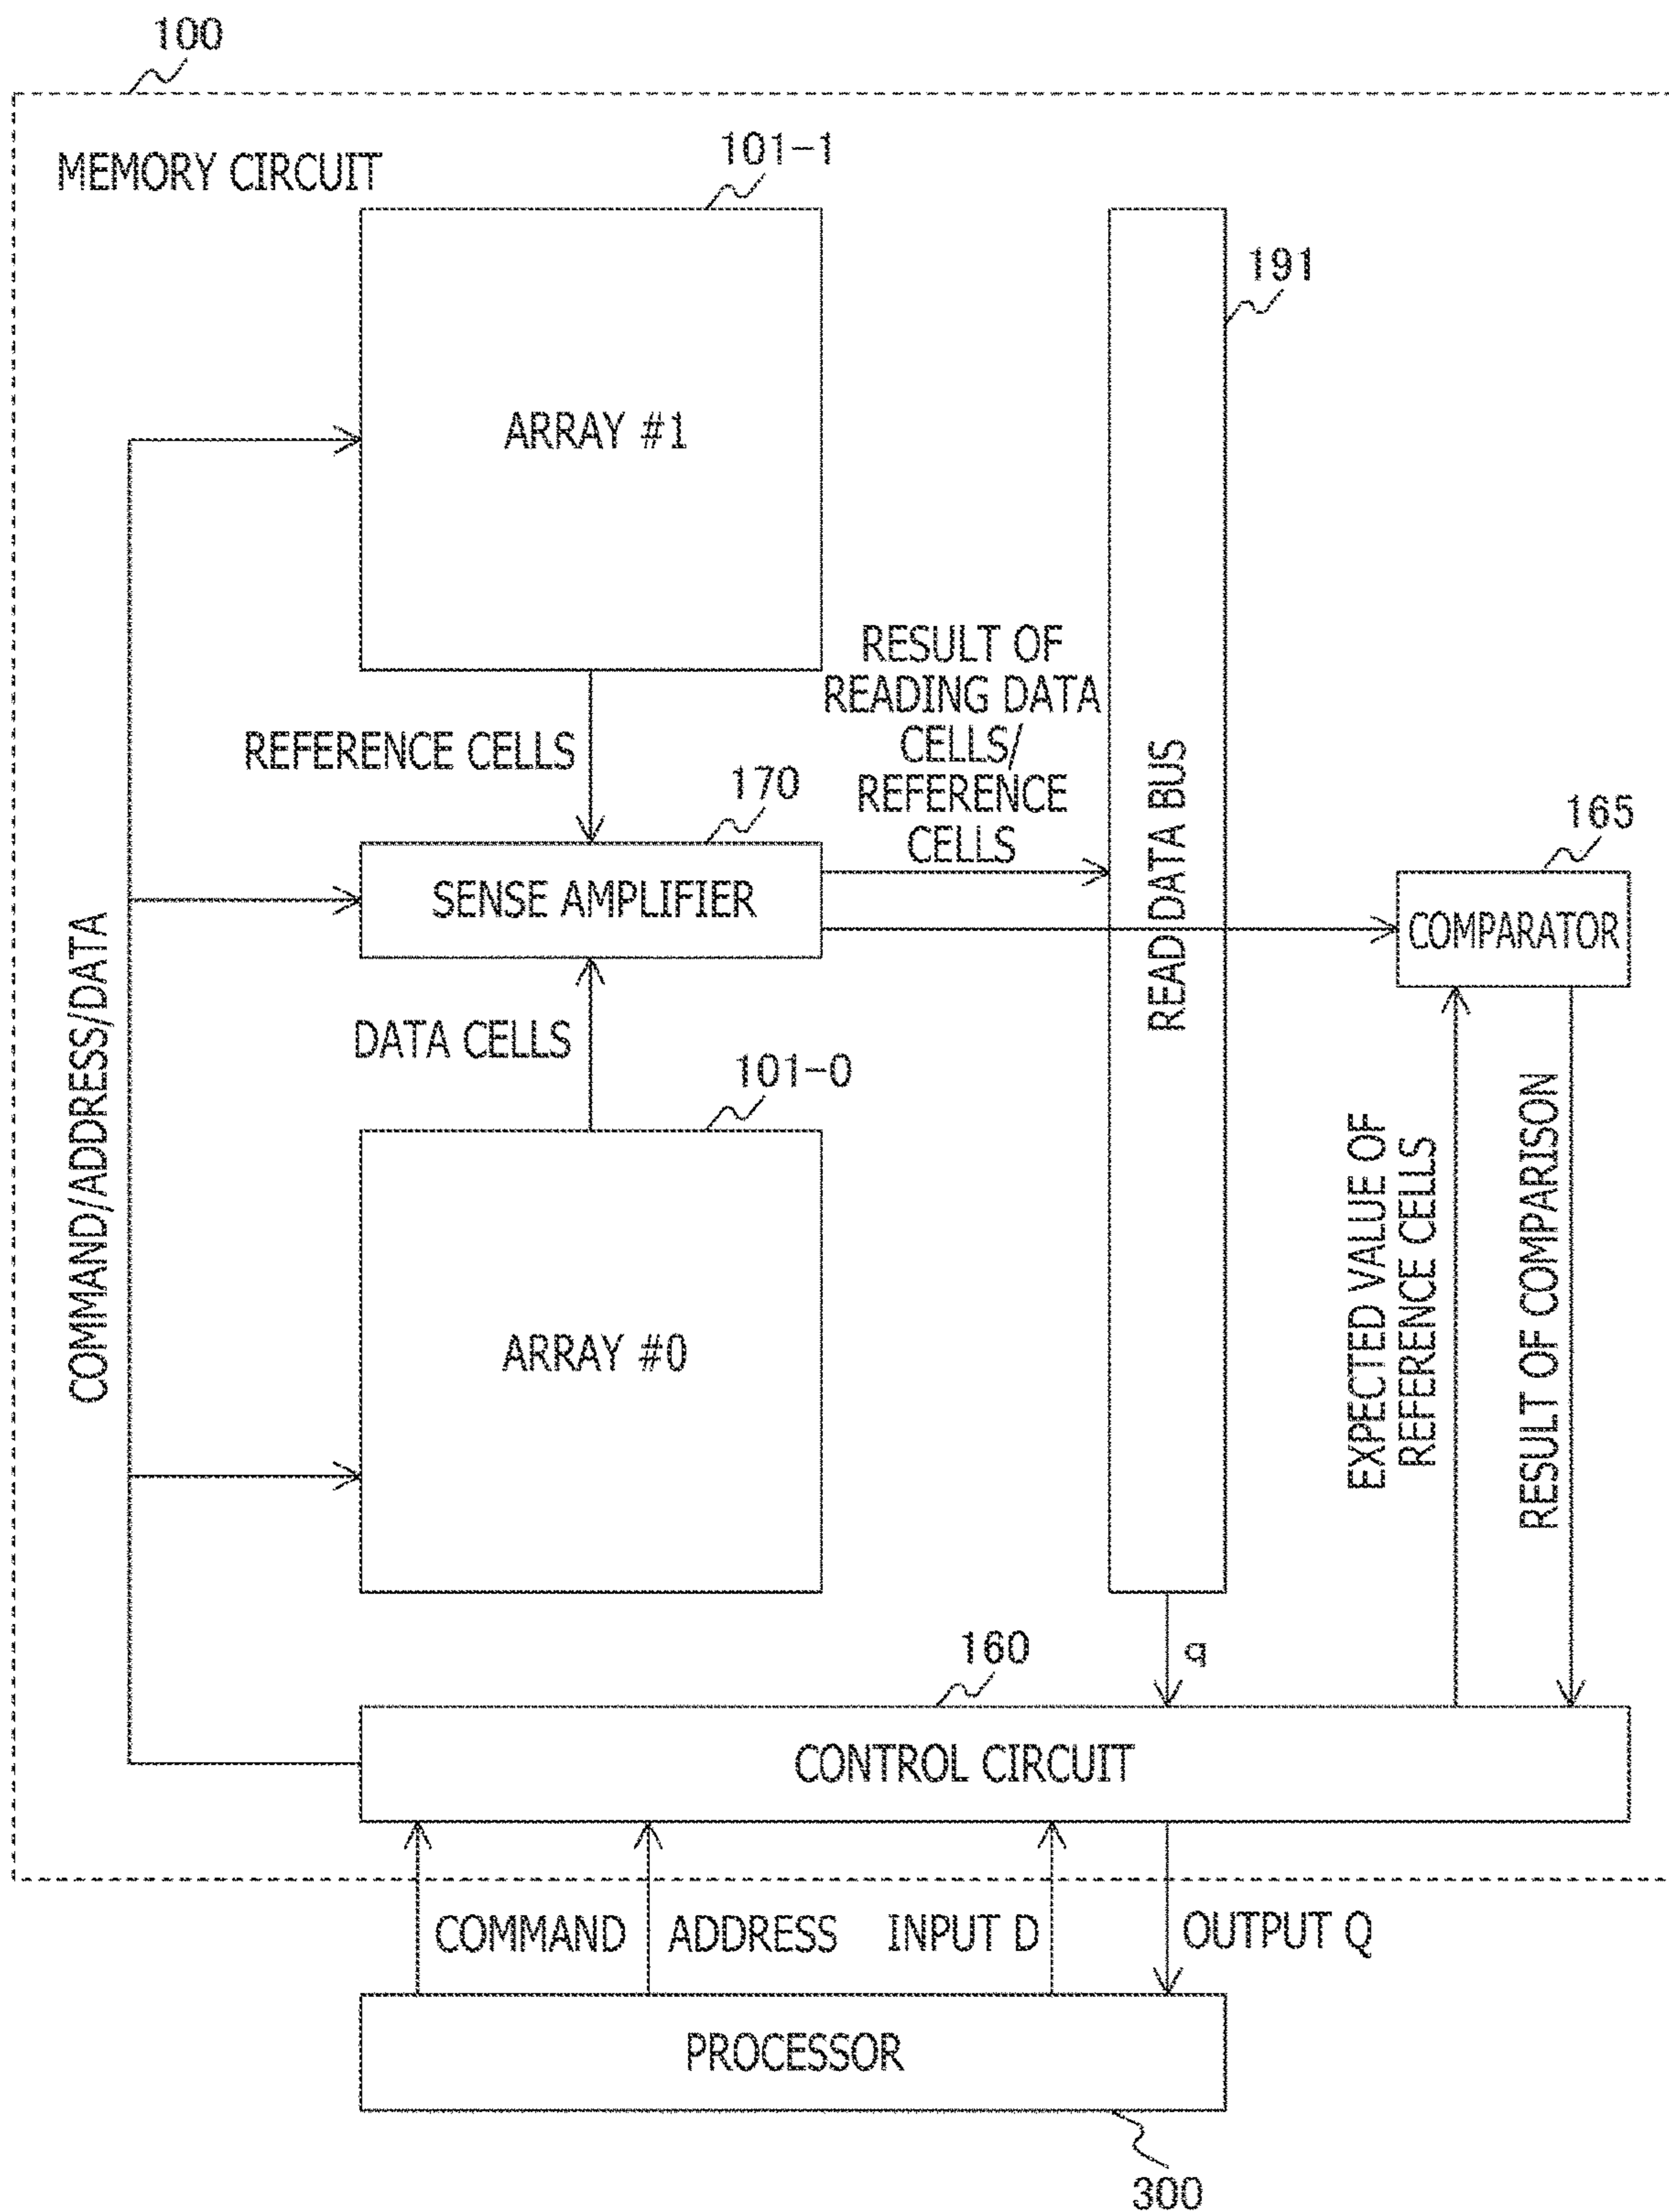 100
MEMORY CIRCUIT
101-1
191
ARRAY #1
RESULT OF
READING DATA
CELLS/
REFERENCE
CELLS
REFERENCE CELLS
170
165
SENSE AMPLIFIER
READ DATA BUS
COMPARATOR
COMMAND/ADDRESS/DATA
DATA CELLS
101-0
EXPECTED VALUE OF
REFERENCE CELLS
RESULT OF COMPARISON
ARRAY #0
160
q
CONTROL CIRCUIT
COMMAND
ADDRESS
INPUT D
OUTPUT Q
PROCESSOR
300